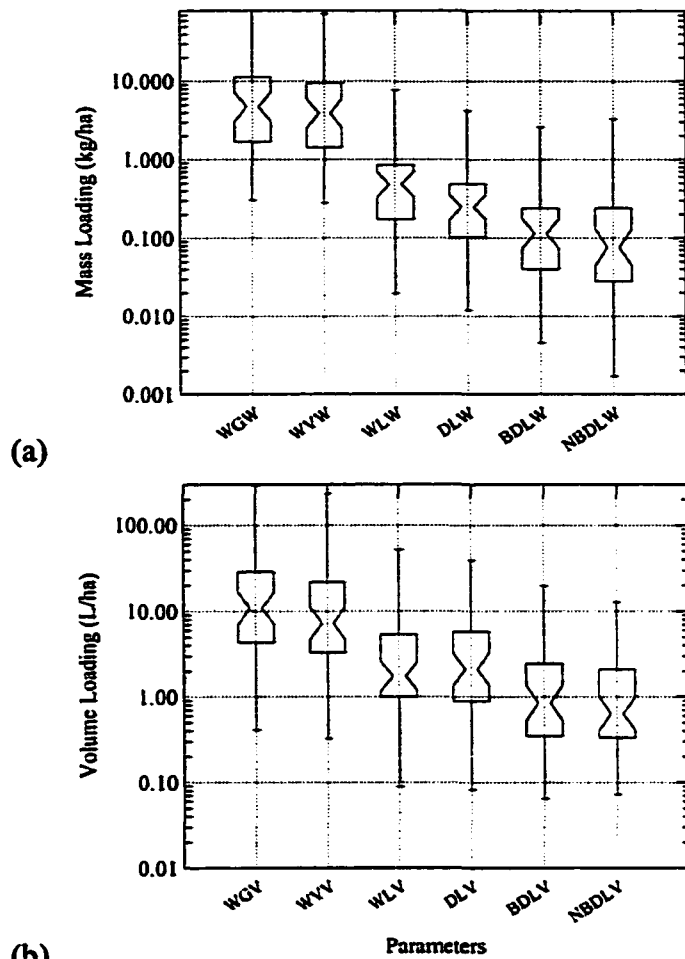 Mass Loading (kg/ha)
10.000
1.000
0.100
0.010
0.001
WGW
WVW
WLW
DLW
BDLW
NBDLW
(a)
Volume Loading (L/ha)
100.00
10.00
1.00
0.10
0.01
WGV
WVV
WLV
DLV
BDLV
NBDLV
Parameters
(b)